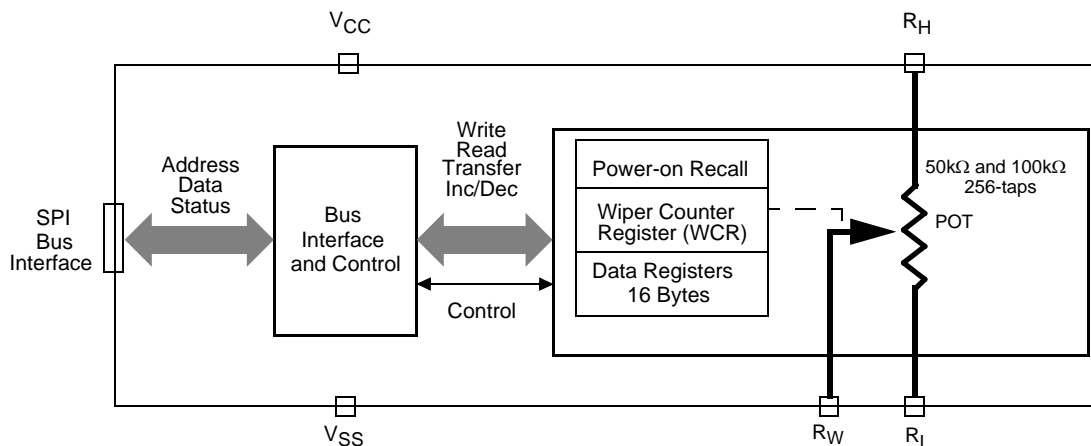 VCC
RH
Write
Read
Transfer
Inc/Dec
Address
Data
Status
SPI
Bus
Interface
Bus
Interface
and Control
Control
Power-on Recall
Wiper Counter
Register (WCR)
Data Registers
16 Bytes
50kΩ and 100kΩ
256-taps
POT
VSS
RW